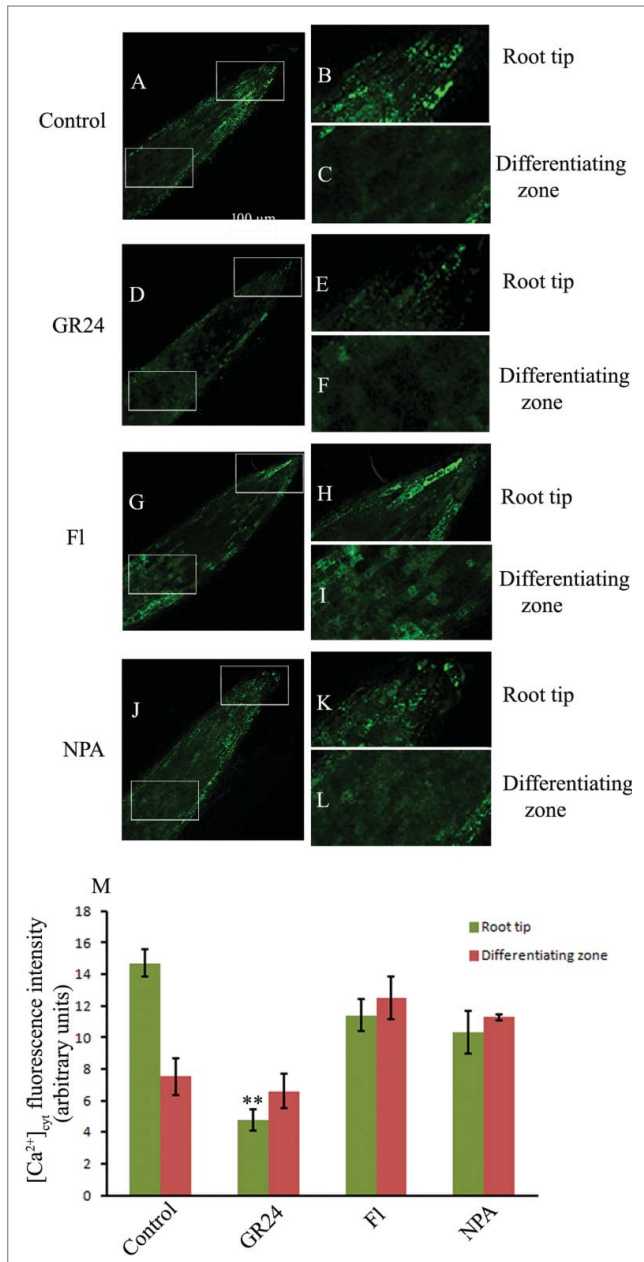 A
B
Root tip
Control
C
Differentiating
zone
100 µm
D
E
Root tip
GR24
F
Differentiating
zone
G
H
Root tip
Fl
I
Differentiating
zone
J
K
Root tip
NPA
L
Differentiating
zone
M
[Ca2+]cyt fluorescence intensity
(arbitrary units)
18
16
14
12
10
8
6
4
2
0
Root tip
Differentiating zone
**
Control
GR24
Fl
NPA